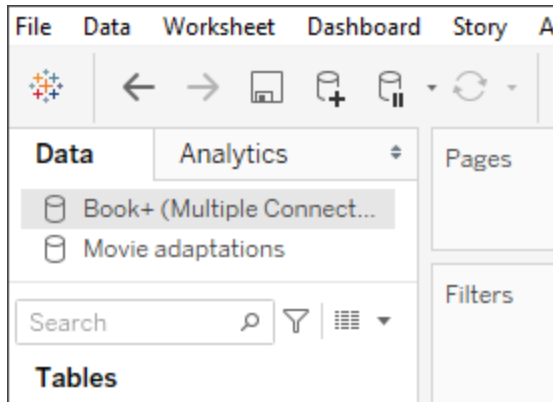 File Data Worksheet Dashboard Story A
Data Analytics
Pages
Book+ (Multiple Connect...
Movie adaptations
Filters
Search
Tables